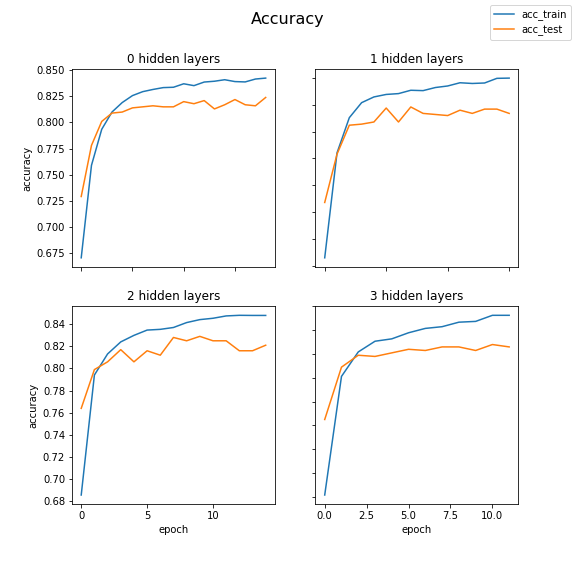 Accuracy
acc_train
acc_test
0 hidden layers
1 hidden layers
0.850
0.825
0.800
0.775
0.750
0.725
0.700
0.675
accuracy
2 hidden layers
3 hidden layers
0.84
0.82
0.80
0.78
0.76
0.74
0.72
0.70
0.68
accuracy
0 5 10
0.0 2.5 5.0 7.5 10.0
epoch
epoch